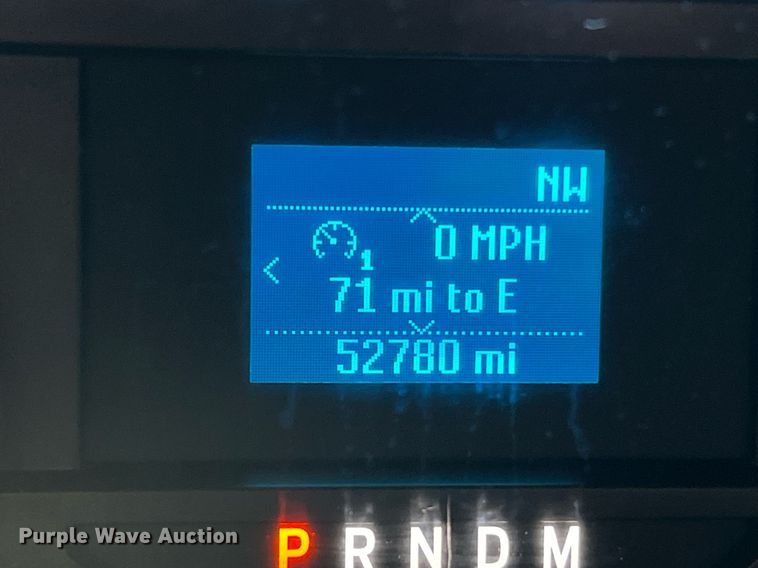 NW
0 MPH
1
71 mi to E
52780 mi
P R N D M
Purple Wave Auction